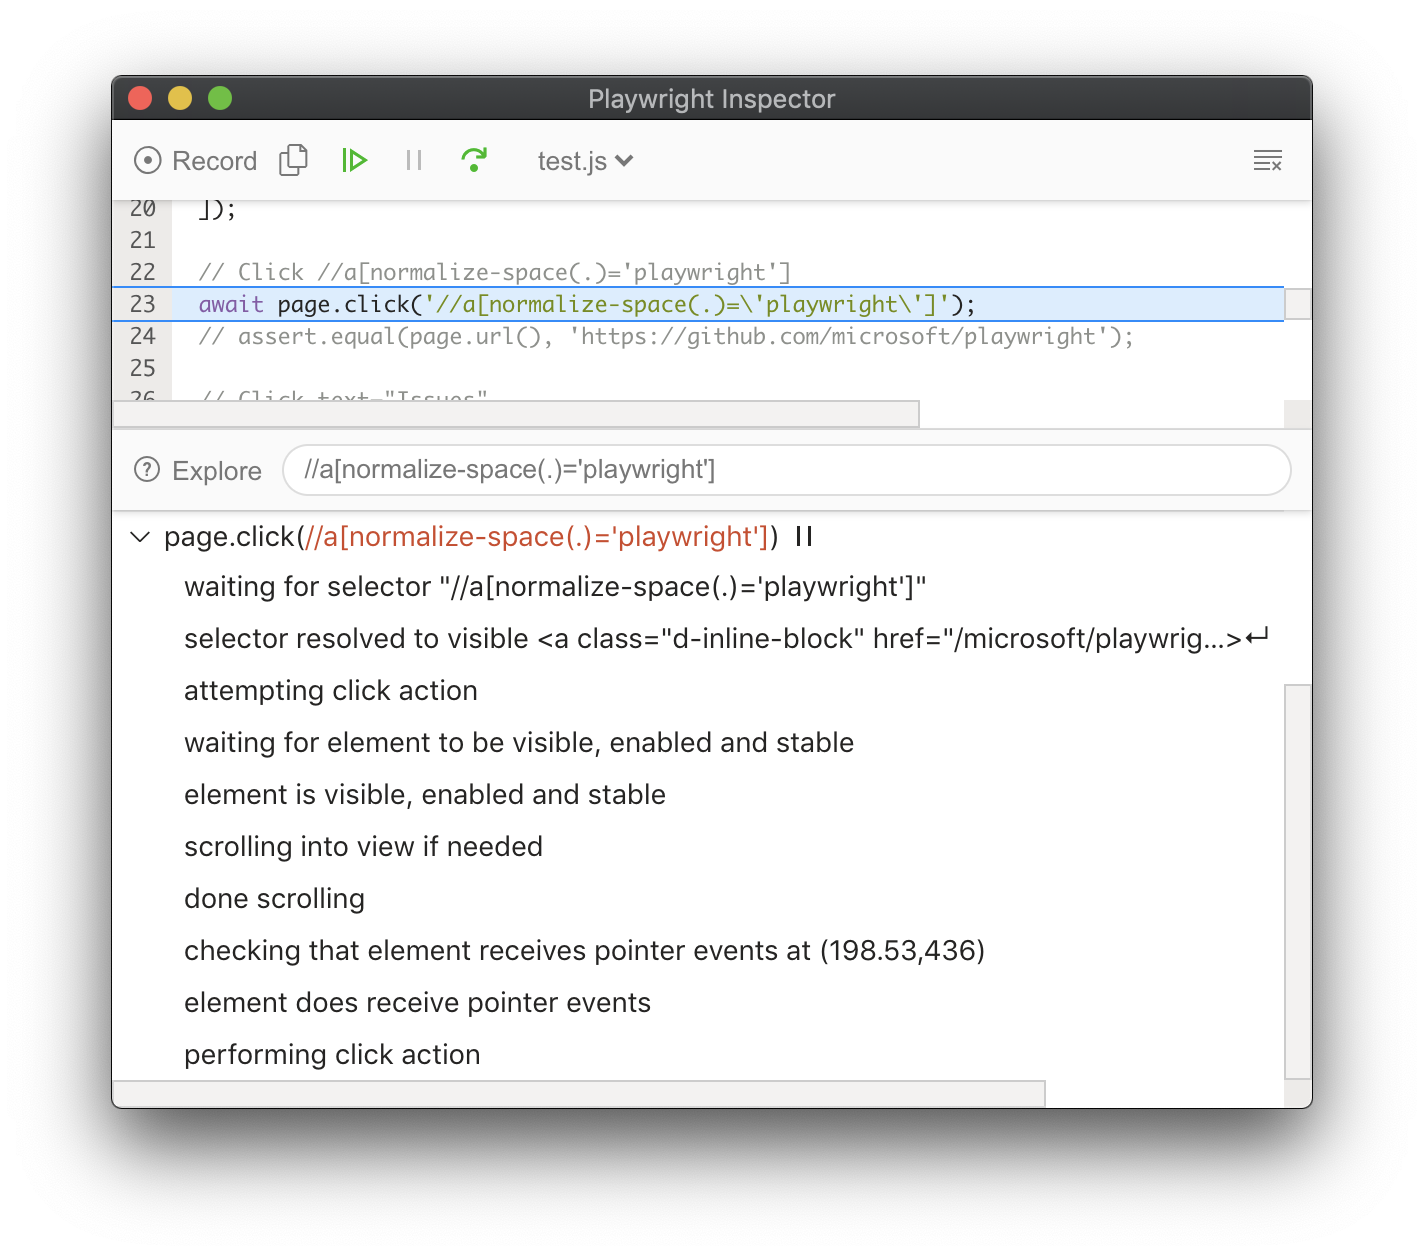 Playwright Inspector
Record test.js
20 ]);
21
22 // Click //a[normalize-space(.)='playwright']
23 await page.click('//a[normalize-space(.)=\'playwright\']');
24 // assert.equal(page.url(), 'https://github.com/microsoft/playwright');
25
26 // Click text="Issues"
Explore //a[normalize-space(.)='playwright']
page.click(//a[normalize-space(.)='playwright'])
waiting for selector "//a[normalize-space(.)='playwright']"
selector resolved to visible <a class="d-inline-block" href="/microsoft/playwrig...>↵
attempting click action
waiting for element to be visible, enabled and stable
element is visible, enabled and stable
scrolling into view if needed
done scrolling
checking that element receives pointer events at (198.53,436)
element does receive pointer events
performing click action